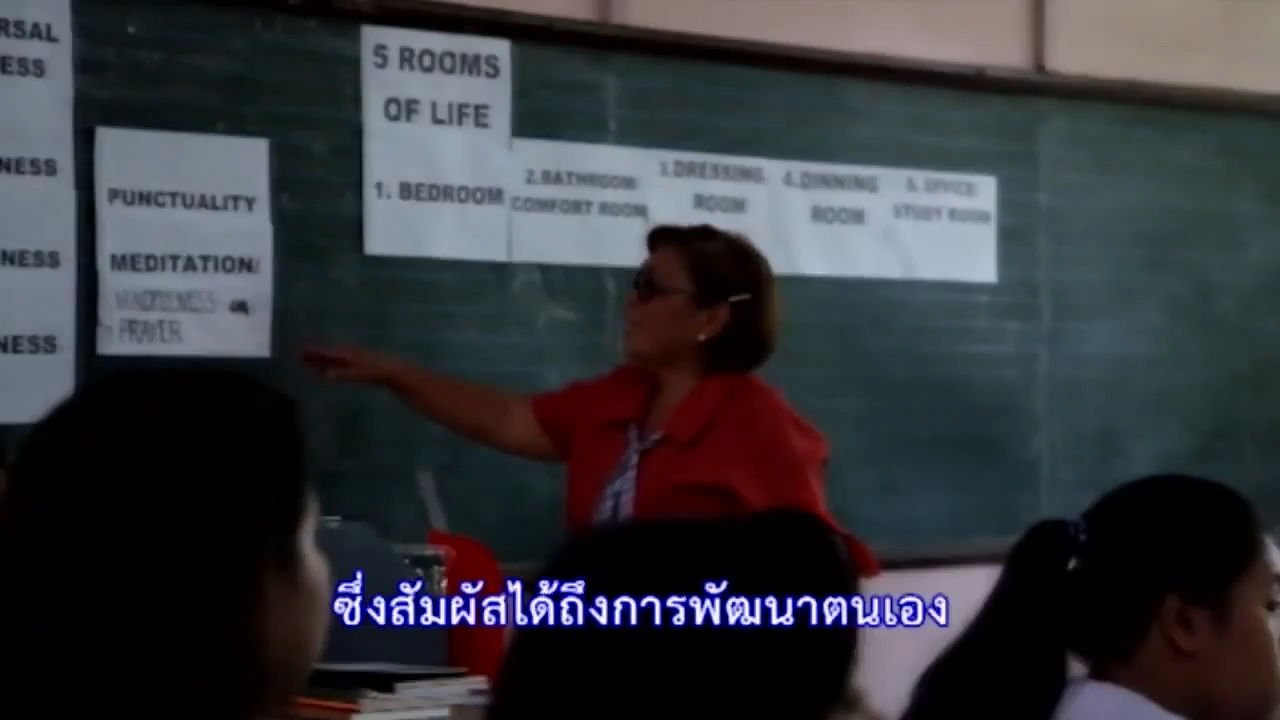 RSAL
ESS
NESS
NESS
NESS
PUNCTUALITY
MEDITATION/
MINDFULNESS
PRAYER
5 ROOMS
OF LIFE
1. BEDROOM
2.BATHROOM
COMFORT ROOM
3.DRESSING
ROOM
4.DINNING
ROOM
5. OFFICE
STUDY ROOM
ซึ่งสัมผัสได้ถึงการพัฒนาตนเอง